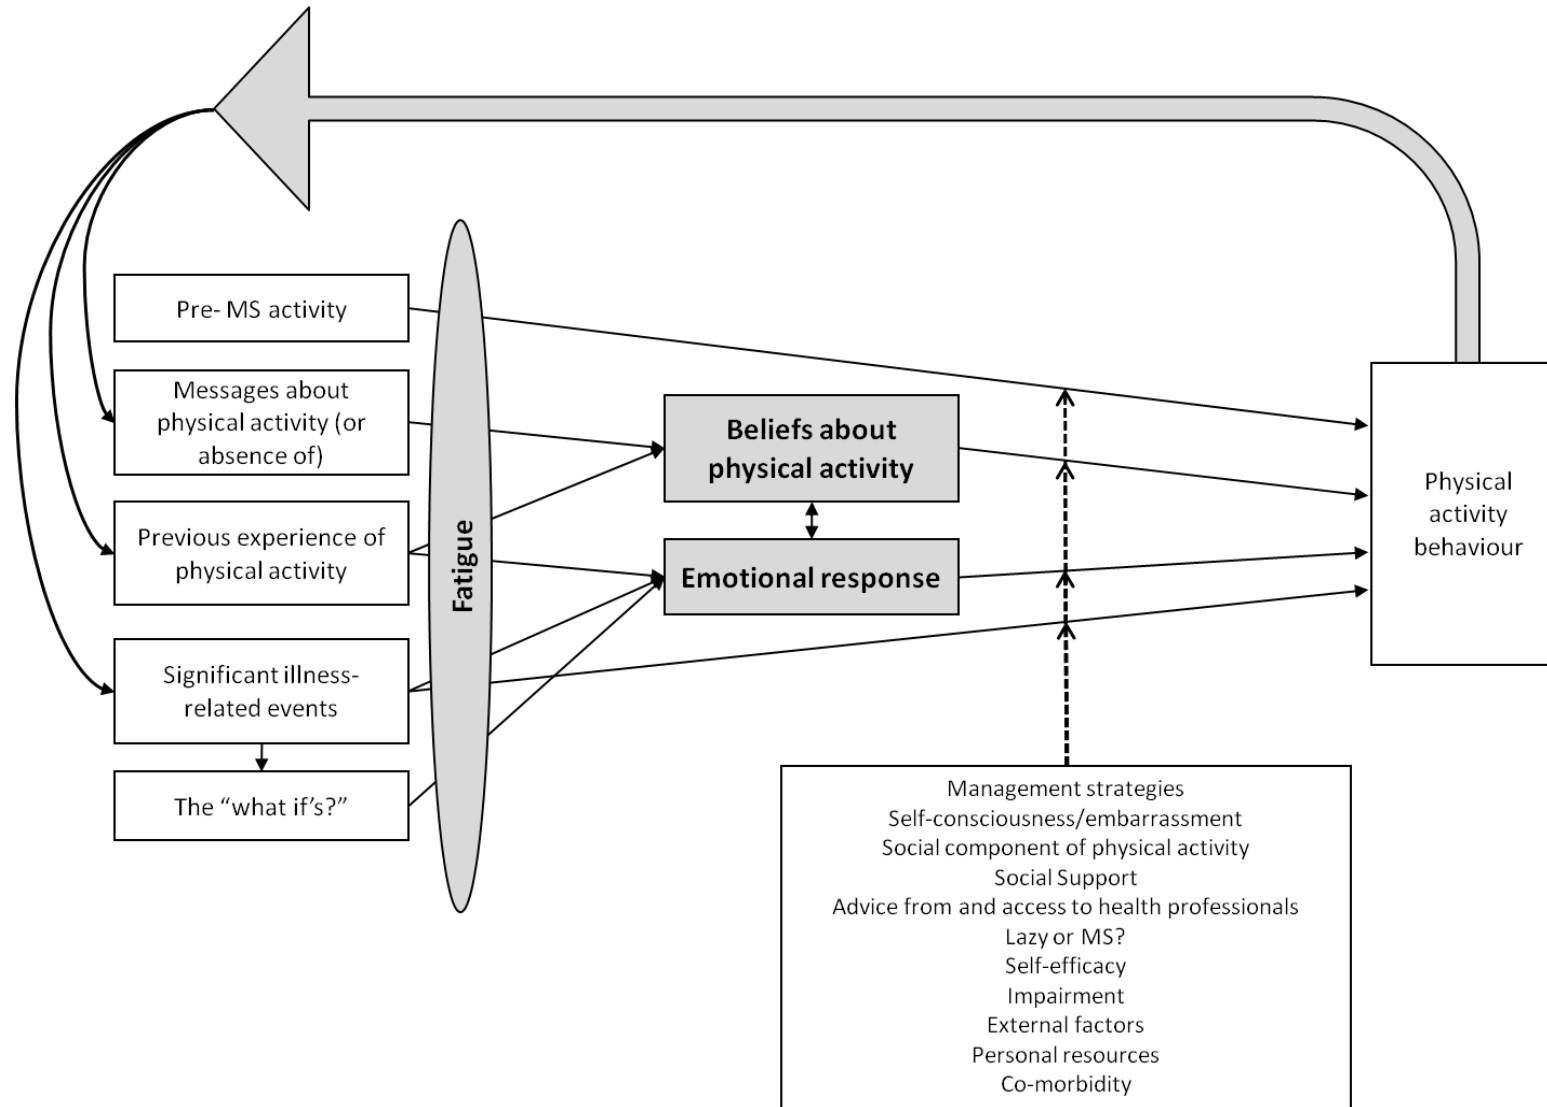 Pre- MS activity
Messages about
physical activity (or
absence of)
Previous experience of
physical activity
Significant illness-
related events
The “what if’s?”
Fatigue
Beliefs about
physical activity
Emotional response
Physical
activity
behaviour
Management strategies
Self-consciousness/embarrassment
Social component of physical activity
Social Support
Advice from and access to health professionals
Lazy or MS?
Self-efficacy
Impairment
External factors
Personal resources
Co-morbidity